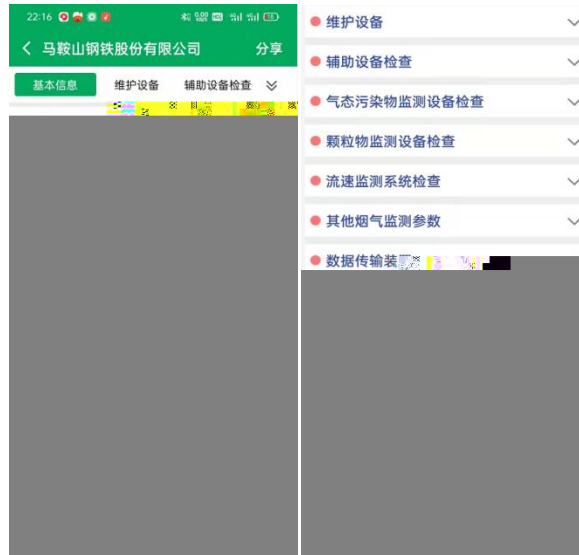 22:16
马鞍山钢铁股份有限公司 分享
基本信息 维护设备 辅助设备检查
维护设备
辅助设备检查
气态污染物监测设备检查
颗粒物监测设备检查
流速监测系统检查
其他烟气监测参数
数据传输装